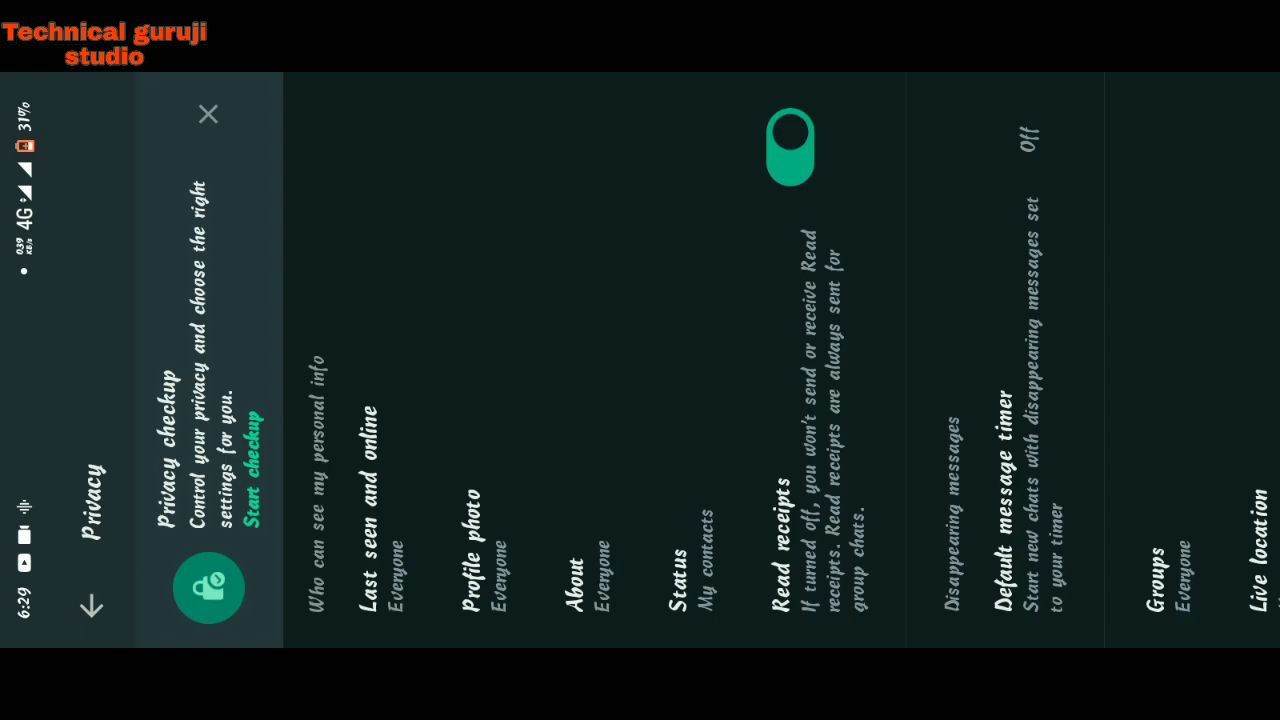 Technical guruji
studio
6:29 039 KB/s 4G 31%
Privacy
Privacy checkup
Control your privacy and choose the right
settings for you.
Start checkup
Who can see my personal info
Last seen and online
Everyone
Profile photo
Everyone
About
Everyone
Status
My contacts
Read receipts
If turned off, you won't send or receive Read
receipts. Read receipts are always sent for
group chats.
Disappearing messages
Default message timer
Start new chats with disappearing messages set
to your timer
Off
Groups
Everyone
Live location